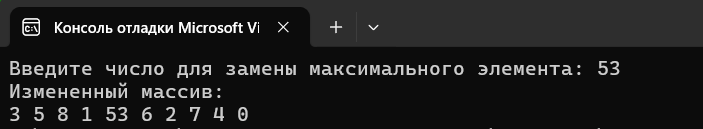 Консоль отладки Microsoft Vi
Введите число для замены максимального элемента: 53
Измененный массив:
3 5 8 1 53 6 2 7 4 0